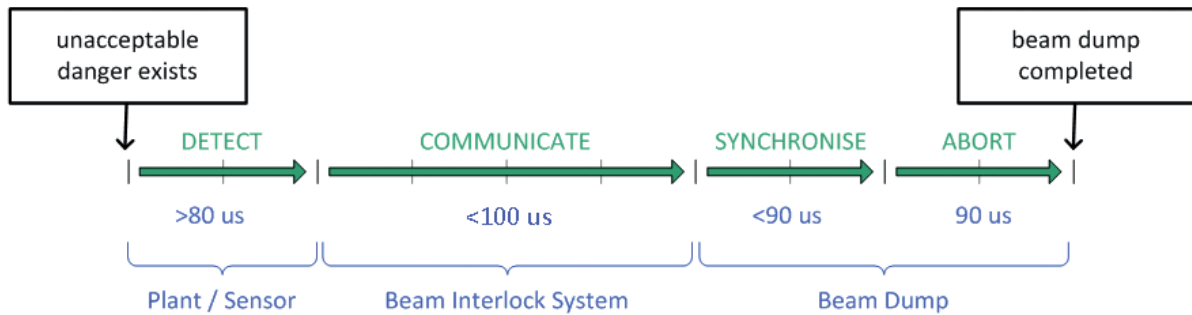 unacceptable
danger exists
beam dump
completed
DETECT
COMMUNICATE
SYNCHRONISE
ABORT
>80 us
<100 us
<90 us
90 us
Plant / Sensor
Beam Interlock System
Beam Dump